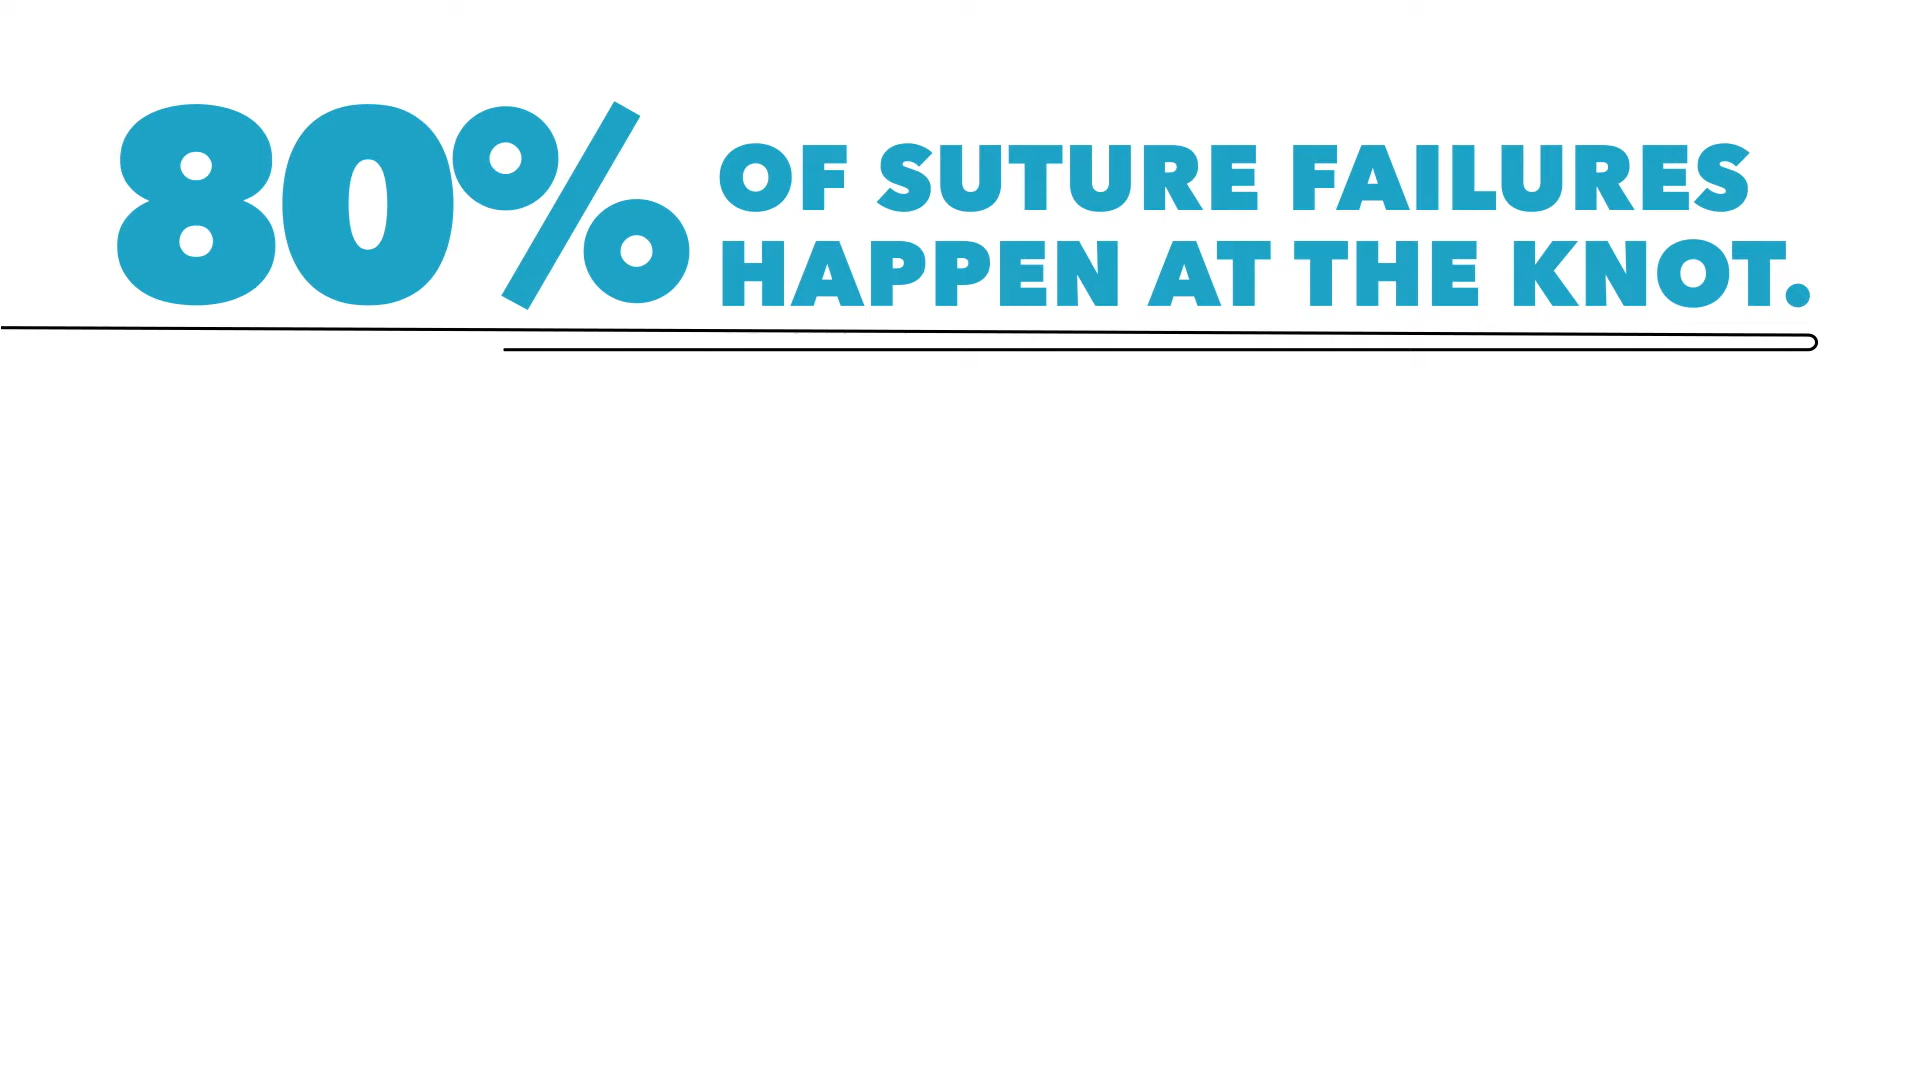 80% OF SUTURE FAILURES
HAPPEN AT THE KNOT.